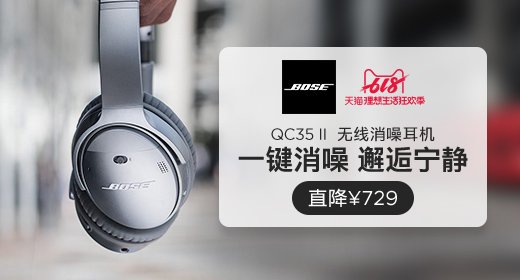 BOSE
BOSE
618
天猫 理想生活狂欢季
QC35 II 无线消噪耳机
一键消噪 邂逅宁静
直降¥729